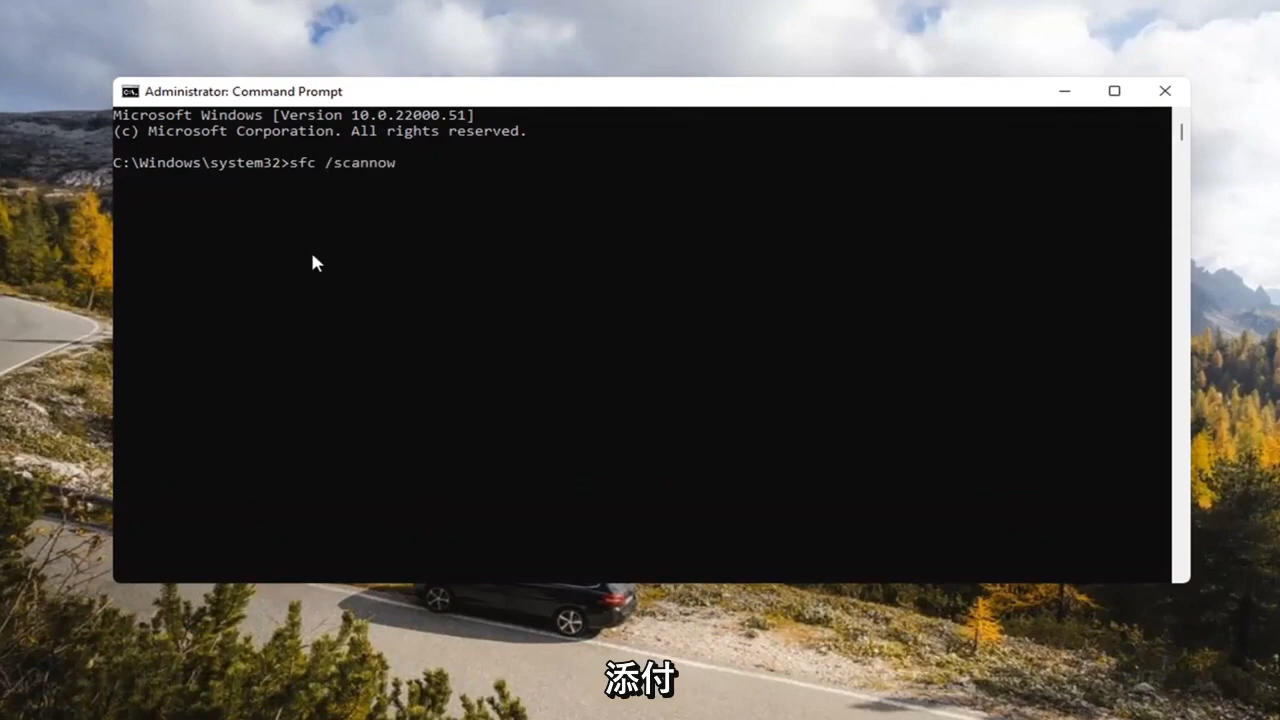 Administrator: Command Prompt
Microsoft Windows [Version 10.0.22000.51]
(c) Microsoft Corporation. All rights reserved.
C:\Windows\system32>sfc /scannow
添付